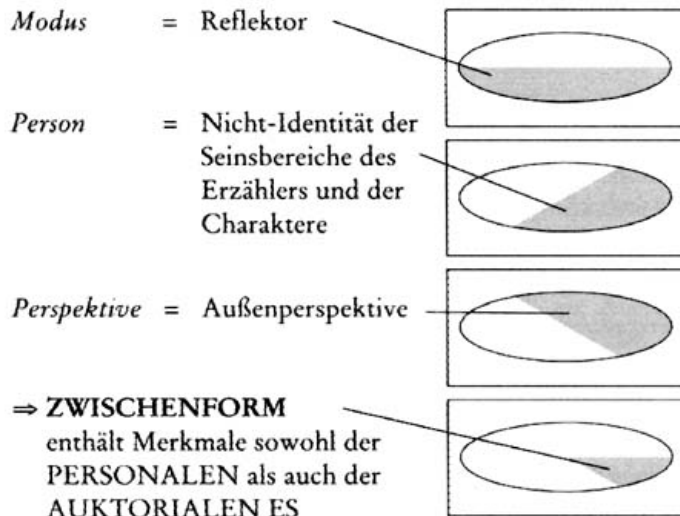 Modus = Reflektor
Person = Nicht-Identität der
Seinsbereiche des
Erzählers und der
Charaktere
Perspektive = Außenperspektive
⇒ ZWISCHENFORM
enthält Merkmale sowohl der
PERSONALEN als auch der
AUKTORIALEN ES